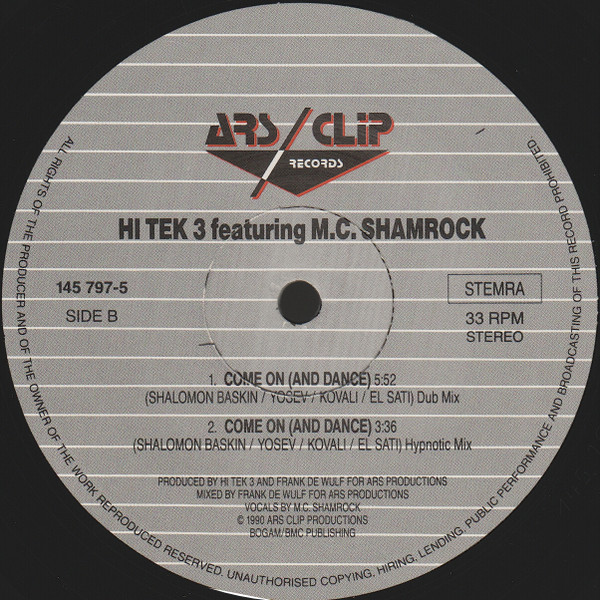 ARS/CLIP
RECORDS
HI TEK 3 featuring M.C. SHAMROCK
145 797-5
SIDE B
STEMRA
33 RPM
STEREO
1. COME ON (AND DANCE) 5:52
(SHALOMON BASKIN / YOSEV / KOVALI / EL SATI) Dub Mix
2. COME ON (AND DANCE) 3:36
(SHALOMON BASKIN / YOSEV / KOVALI / EL SATI) Hypnotic Mix
PRODUCED BY HI TEK 3 AND FRANK DE WULF FOR ARS PRODUCTIONS
MIXED BY FRANK DE WULF FOR ARS PRODUCTIONS
VOCALS BY M.C. SHAMROCK
© 1990 ARS CLIP PRODUCTIONS
BOGAM/BMC PUBLISHING
ALL RIGHTS OF THE PRODUCER AND OF THE OWNER OF THE WORK REPRODUCED RESERVED. UNAUTHORISED COPYING, HIRING, LENDING, PUBLIC PERFORMANCE AND BROADCASTING OF THIS RECORD PROHIBITED.